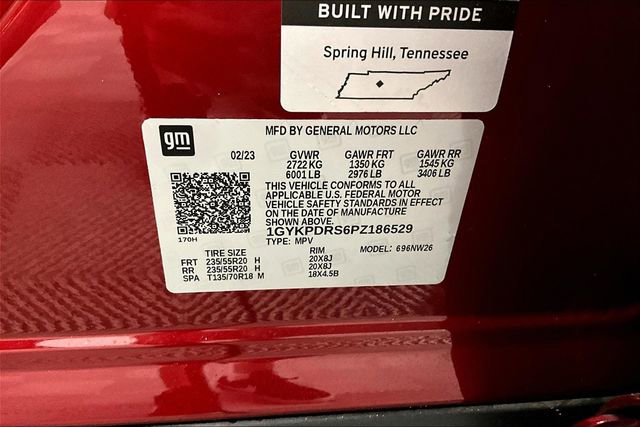 BUILT WITH PRIDE
Spring Hill, Tennessee
gm
MFD BY GENERAL MOTORS LLC
02/23 GVWR GAWR FRT GAWR RR
2722 KG 1350 KG 1545 KG
6001 LB 2976 LB 3406 LB
THIS VEHICLE CONFORMS TO ALL
APPLICABLE U.S. FEDERAL MOTOR
VEHICLE SAFETY STANDARDS IN EFFECT
ON THE DATE OF MANUFACTURE
SHOWN ABOVE.
170H
1GYKPDRS6PZ186529
TYPE: MPV MODEL: 696NW26
TIRE SIZE RIM
FRT 235/55R20 H 20X8J
RR 235/55R20 H 20X8J
SPA T135/70R18 M 18X4.5B